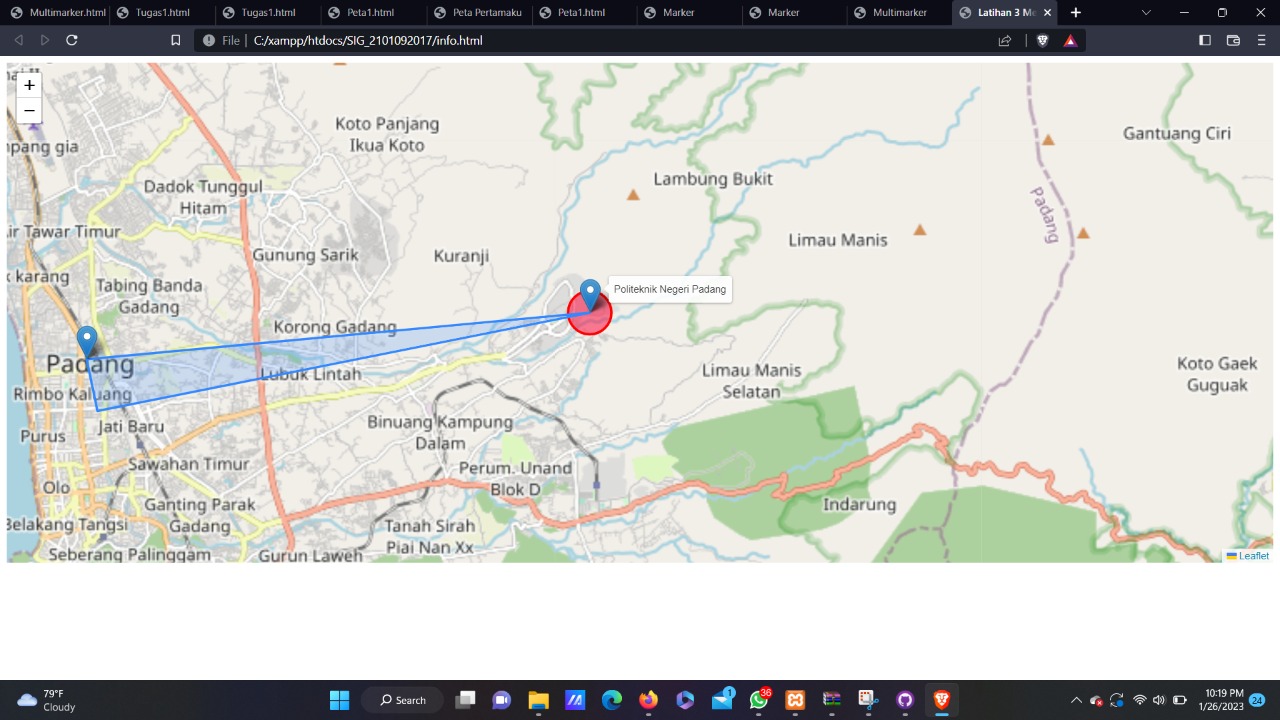 Multimarker.html
Tugas1.html
Tugas1.html
Peta1.html
Peta Pertamaku
Peta1.html
Marker
Marker
Multimarker
Latihan 3 Me
File
C:/xampp/htdocs/SIG_2101092017/info.html
+
−
Koto Panjang
Ikua Koto
Gantuang Ciri
npang gia
Lambung Bukit
Dadok Tunggul
Hitam
Padang
ir Tawar Timur
Limau Manis
Gunung Sarik
Kuranji
k karang
Tabing Banda
Gadang
Politeknik Negeri Padang
Korong Gadang
Padang
Lubuk Lintah
Limau Manis
Selatan
Koto Gaek
Guguak
Rimbo Kaluang
Jati Baru
Binuang Kampung
Dalam
Purus
Sawahan Timur
Perum. Unand
Blok D
Olo
Ganting Parak
Gadang
Indarung
Belakang Tangsi
Tanah Sirah
Piai Nan Xx
Seberang Palinggam
Gurun Laweh
Leaflet
79°F
Cloudy
Search
1
36
10:19 PM
1/26/2023
24